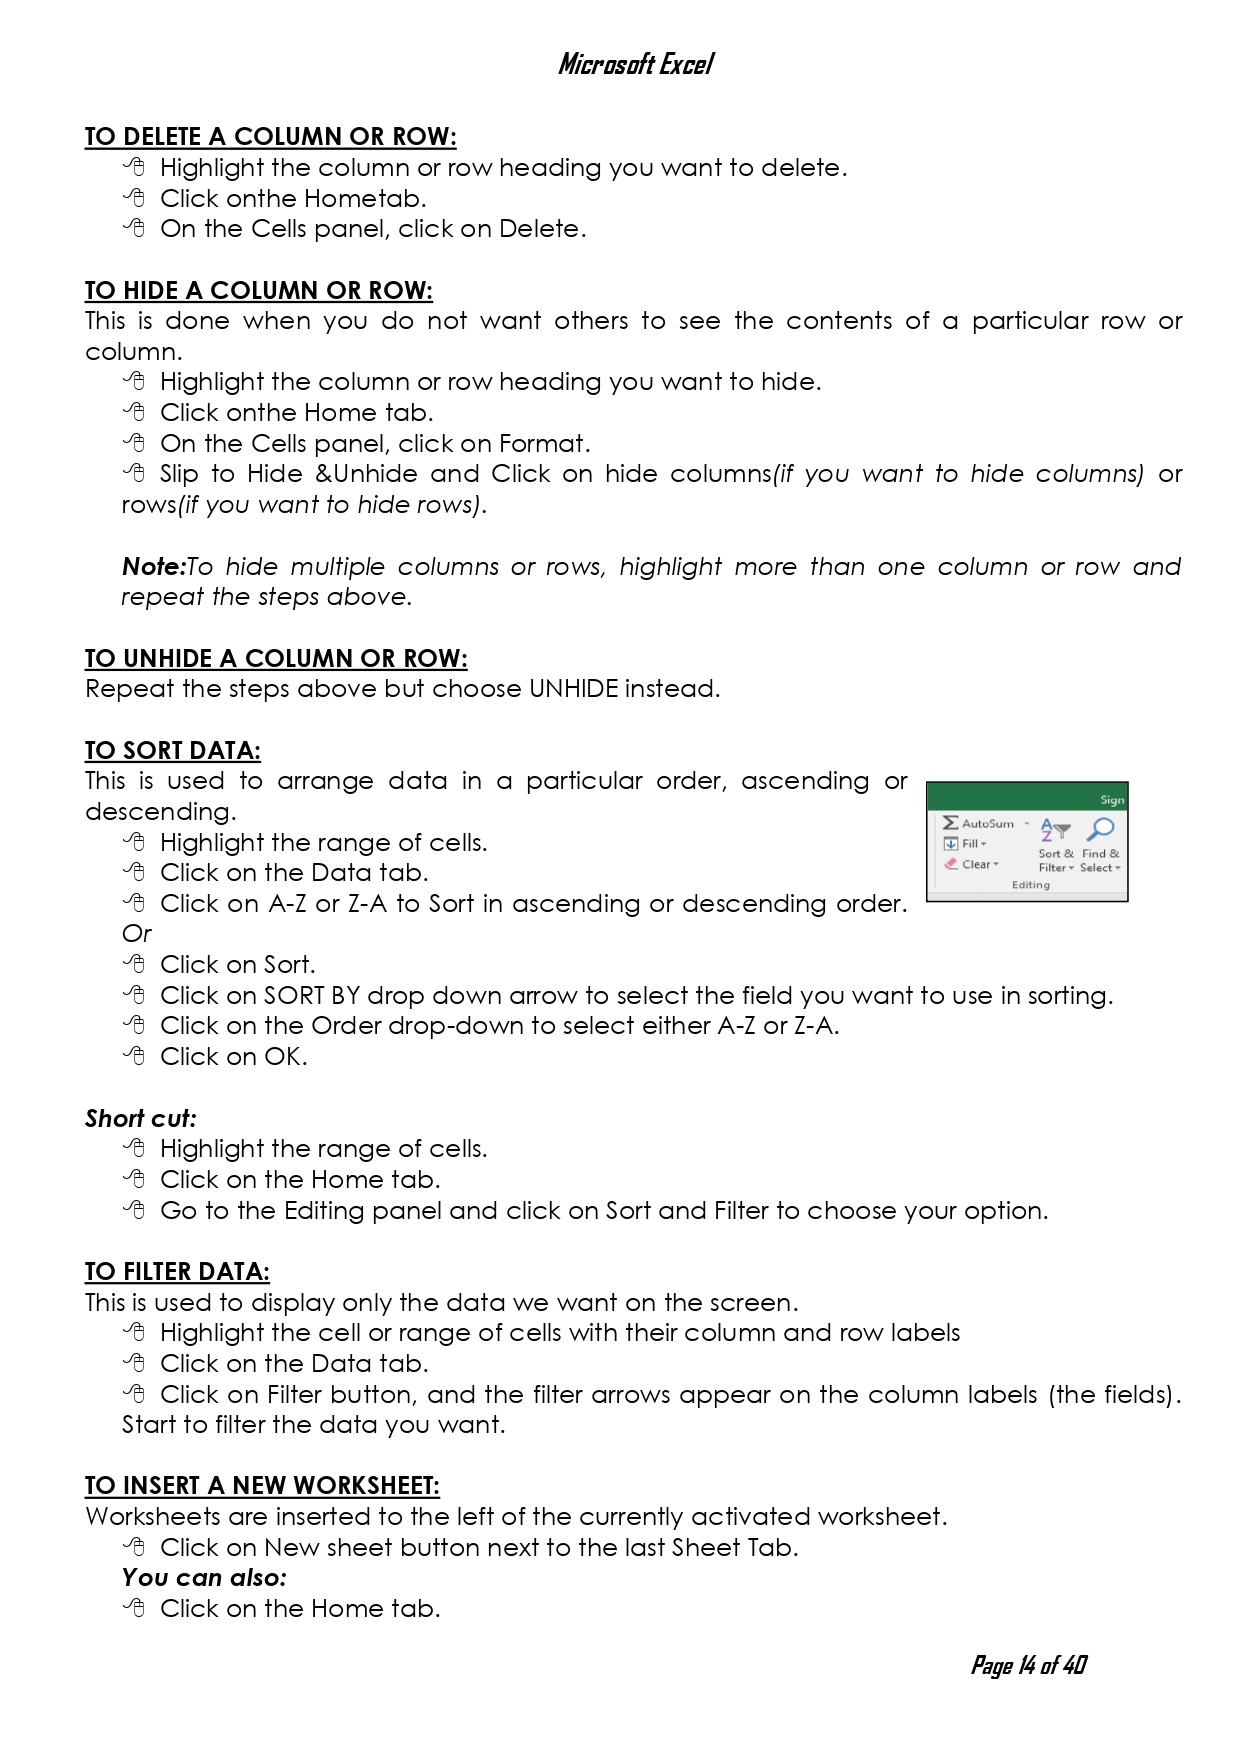 Microsoft Excel
TO DELETE A COLUMN OR ROW:
Highlight the column or row heading you want to delete.
Click onthe Hometab.
On the Cells panel, click on Delete.
TO HIDE A COLUMN OR ROW:
This is done when you do not want others to see the contents of a particular row or
column.
Highlight the column or row heading you want to hide.
Click onthe Home tab.
On the Cells panel, click on Format.
Slip to Hide &Unhide and Click on hide columns(if you want to hide columns) or
rows(if you want to hide rows).
Note:To hide multiple columns or rows, highlight more than one column or row and
repeat the steps above.
TO UNHIDE A COLUMN OR ROW:
Repeat the steps above but choose UNHIDE instead.
TO SORT DATA:
This is used to arrange data in a particular order, ascending or
descending.
Highlight the range of cells.
Click on the Data tab.
Click on A-Z or Z-A to Sort in ascending or descending order.
Or
Click on Sort.
Click on SORT BY drop down arrow to select the field you want to use in sorting.
Click on the Order drop-down to select either A-Z or Z-A.
Click on OK.
Sign
AutoSum
Fill
Clear
A
Z
Sort & Find &
Filter Select
Editing
Short cut:
Highlight the range of cells.
Click on the Home tab.
Go to the Editing panel and click on Sort and Filter to choose your option.
TO FILTER DATA:
This is used to display only the data we want on the screen.
Highlight the cell or range of cells with their column and row labels
Click on the Data tab.
Click on Filter button, and the filter arrows appear on the column labels (the fields).
Start to filter the data you want.
TO INSERT A NEW WORKSHEET:
Worksheets are inserted to the left of the currently activated worksheet.
Click on New sheet button next to the last Sheet Tab.
You can also:
Click on the Home tab.
Page 14 of 40